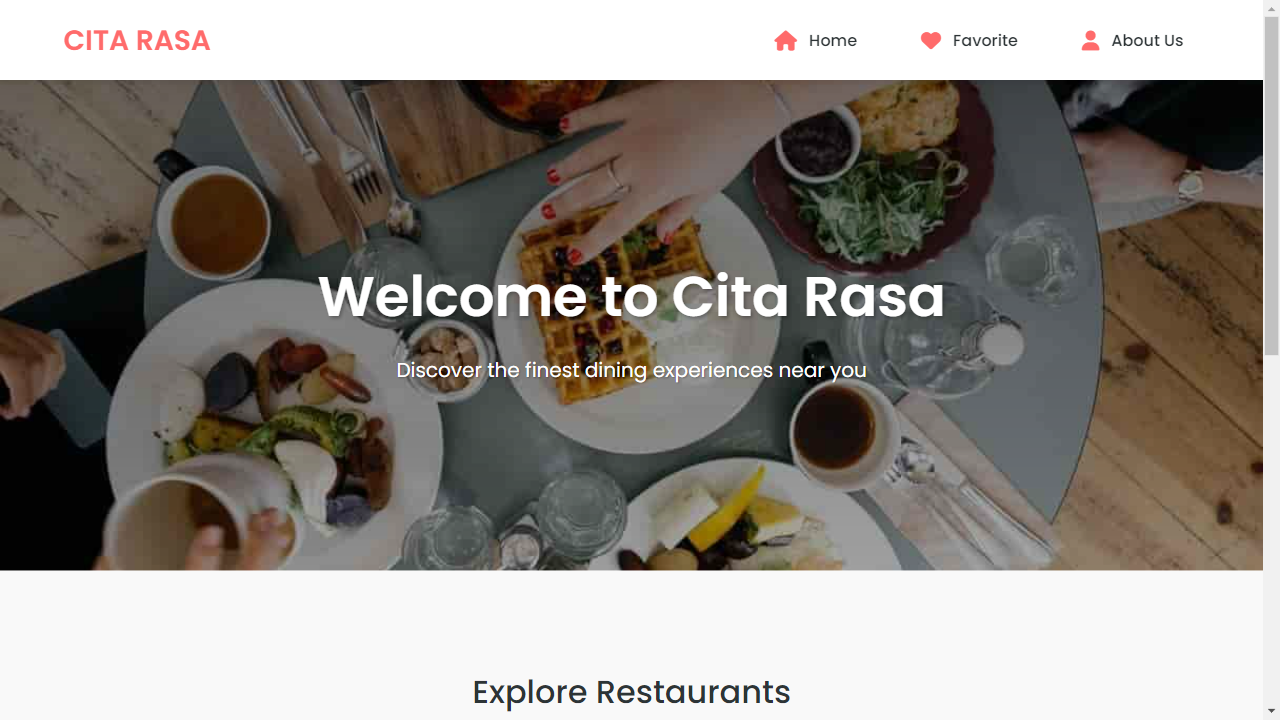 CITA RASA
Home
Favorite
About Us
Welcome to Cita Rasa
Discover the finest dining experiences near you
Explore Restaurants